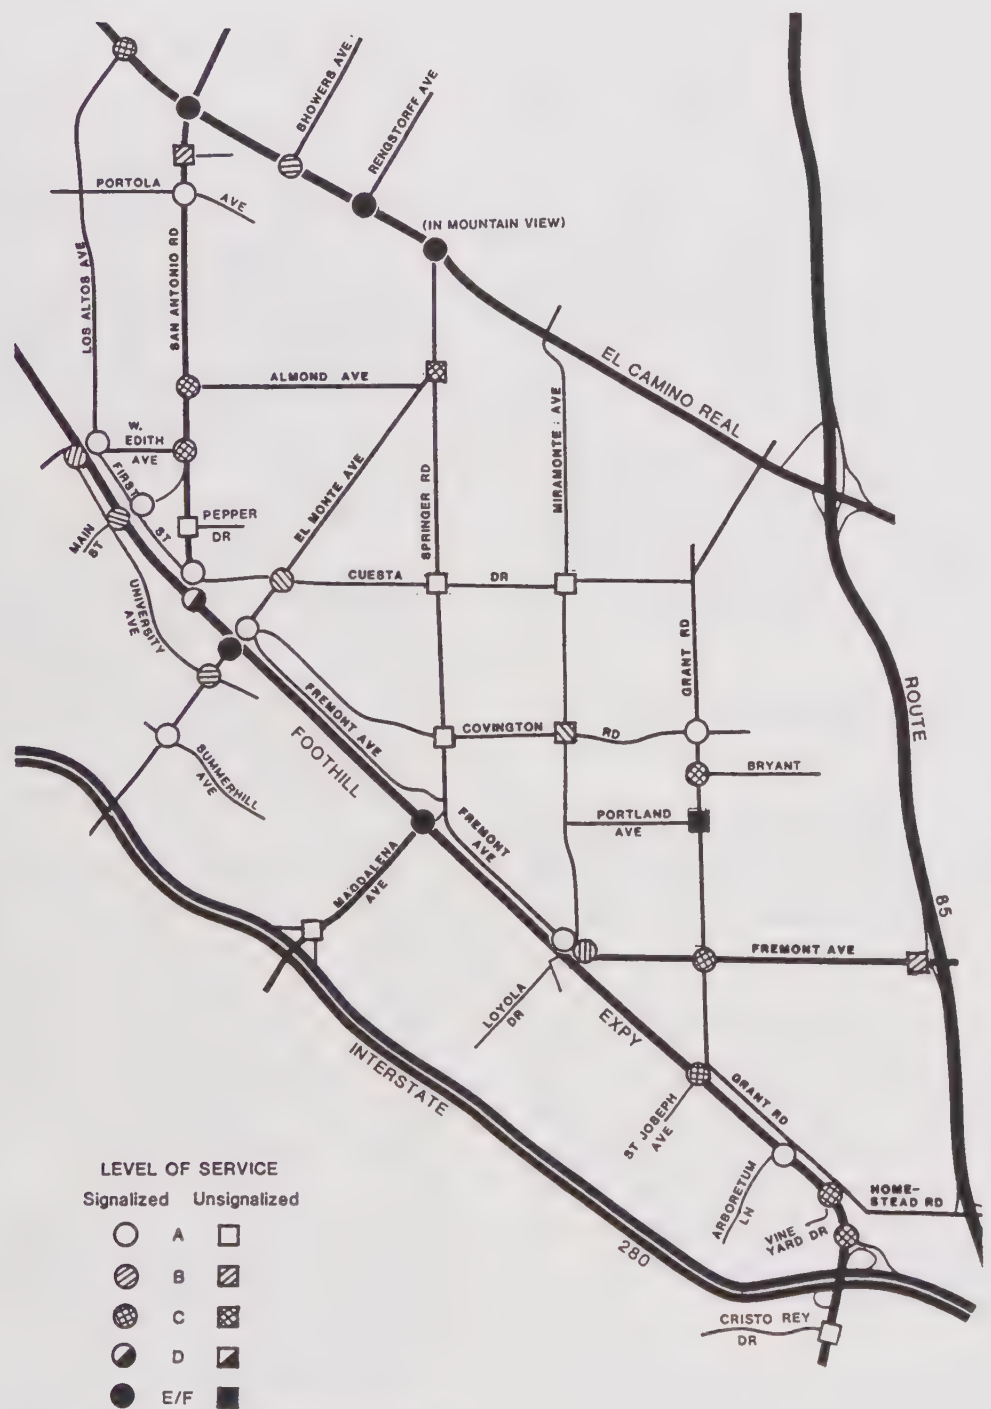 SHOWERS AVE.
RENGSTORFF AVE
(IN MOUNTAIN VIEW)
PORTOLA
AVE
LOS ALTOS AVE
SAN ANTONIO RD
EL CAMINO REAL
ALMOND AVE
W.
EDITH
AVE
FIRST
ST
EL MONTE AVE
SPRINGER RD
MIRAMONTE AVE
PEPPER
DR
MAIN
ST
CUESTA
DR
UNIVERSITY
AVE
GRANT RD
ROUTE
85
FREMONT AVE
FOOTHILL
COVINGTON
RD
SUMMERHILL
AVE
BRYANT
PORTLAND
AVE
FREMONT
AVE
MAGDALENA
AVE
FREMONT AVE
LOYOLA
DR
EXPY
INTERSTATE
280
ST JOSEPH
AVE
GRANT RD
ARBORETUM
LN
HOME-
STEAD RD
VINE
YARD DR
CRISTO REY
DR
LEVEL OF SERVICE
Signalized Unsignalized
A
B
C
D
E/F